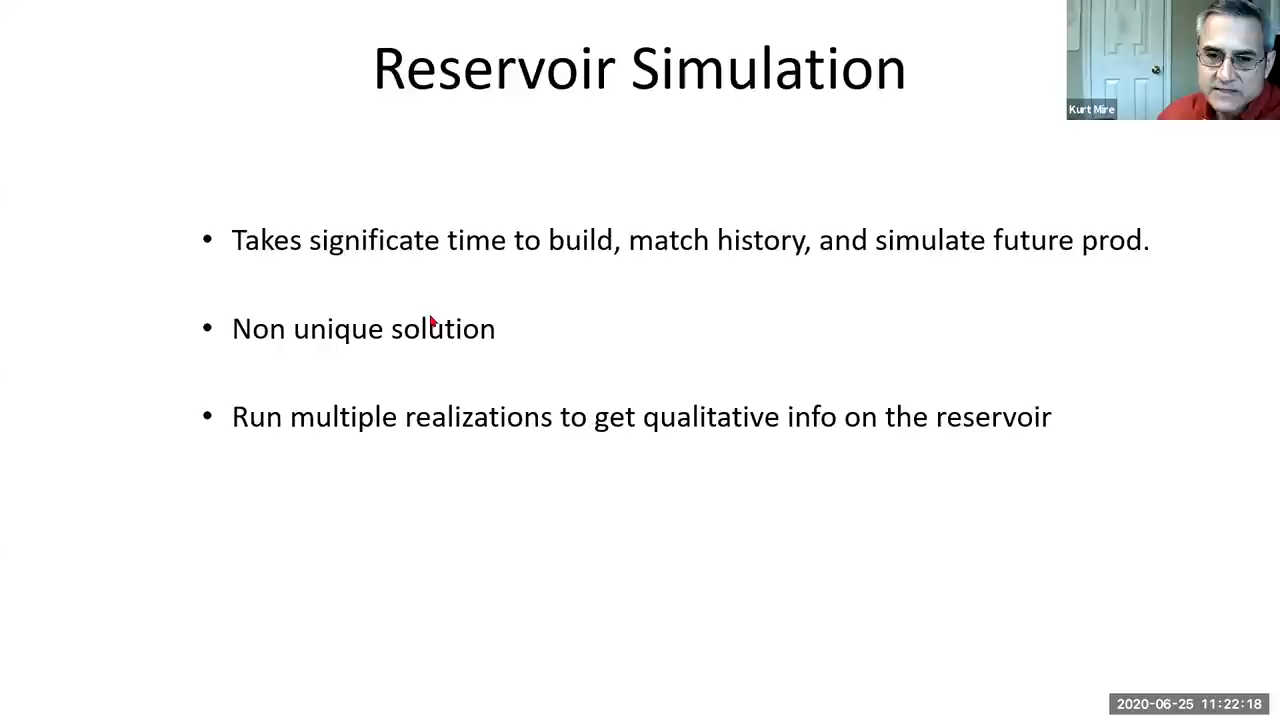 Reservoir Simulation
Kurt Mire
• Takes significate time to build, match history, and simulate future prod.
• Non unique solution
• Run multiple realizations to get qualitative info on the reservoir
2020-06-25 11:22:18